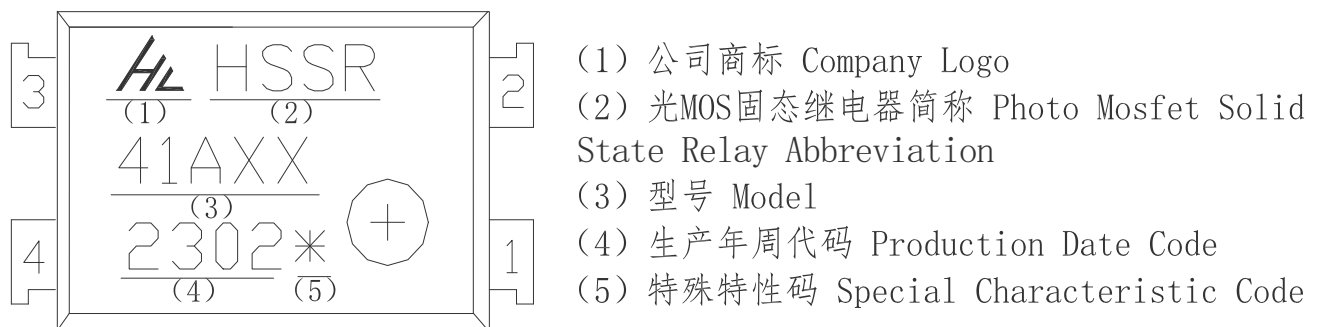 HL HSSR
(1) (2)
41AXX
(3)
2302*
(4) (5)
3
4
2
1
(1) 公司商标 Company Logo
(2) 光MOS固态继电器简称 Photo Mosfet Solid
State Relay Abbreviation
(3) 型号 Model
(4) 生产年周代码 Production Date Code
(5) 特殊特性码 Special Characteristic Code